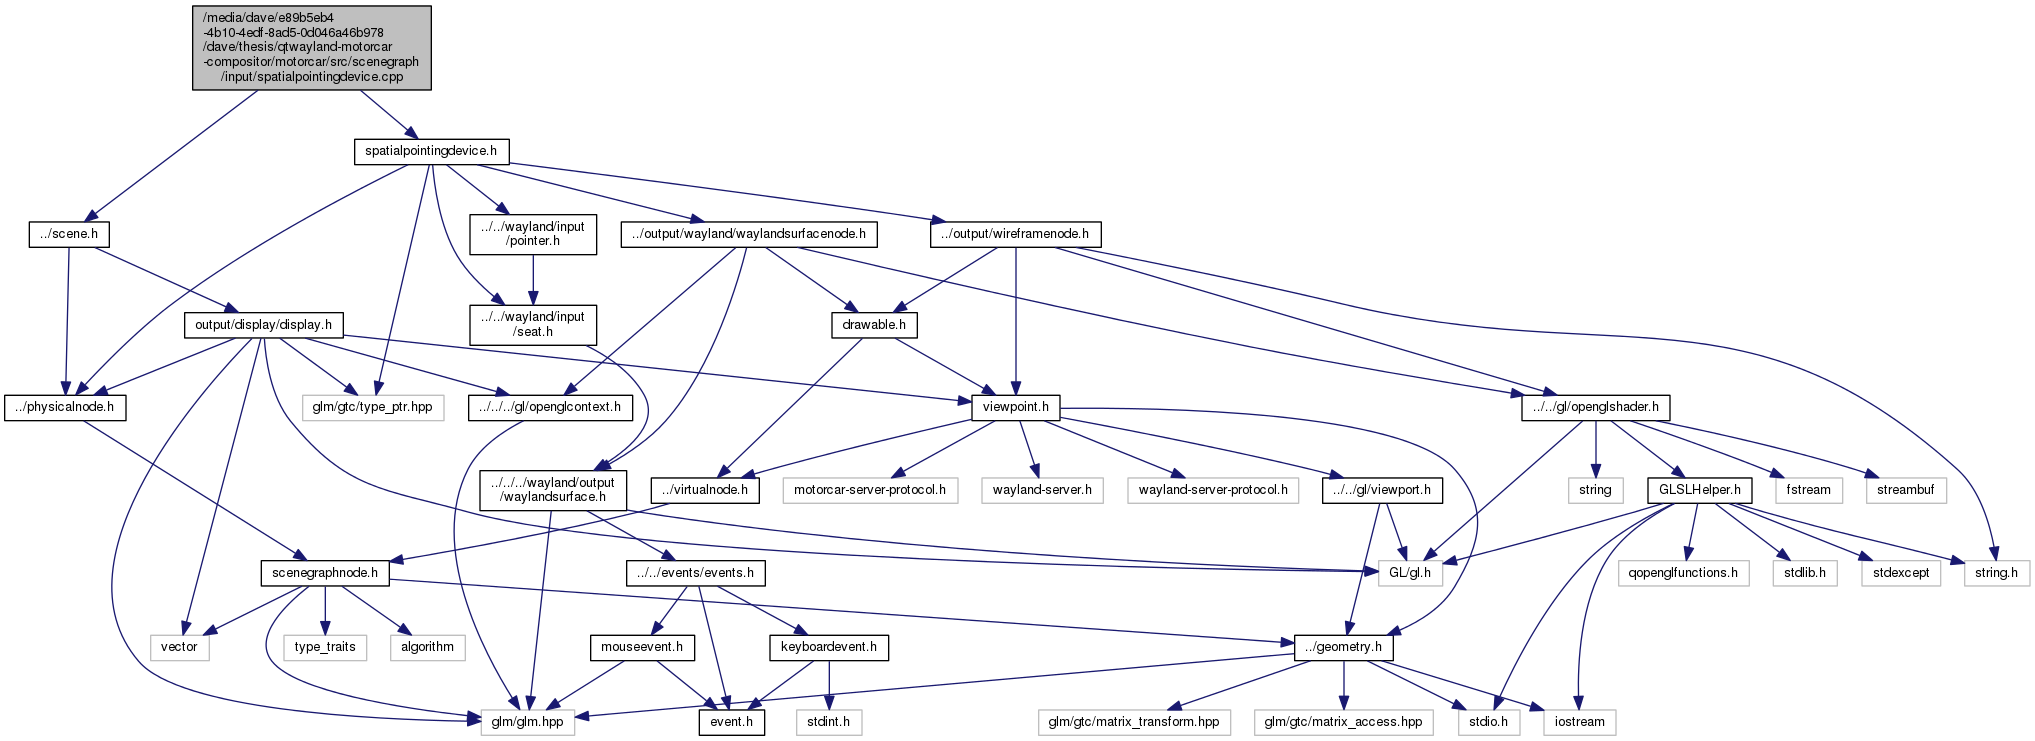 /media/dave/e89b5eb4
-4b10-4edf-8ad5-0d046a46b978
/dave/thesis/qtwayland-motorcar
-compositor/motorcar/src/scenegraph
/input/spatialpointingdevice.cpp
spatialpointingdevice.h
../scene.h
../../wayland/input
/pointer.h
../output/wayland/waylandsurfacenode.h
../output/wireframenode.h
output/display/display.h
../../wayland/input
/seat.h
drawable.h
../physicalnode.h
glm/gtc/type_ptr.hpp
../../../gl/openglcontext.h
viewpoint.h
../../gl/openglshader.h
../../../wayland/output
/waylandsurface.h
../virtualnode.h
motorcar-server-protocol.h
wayland-server.h
wayland-server-protocol.h
../../gl/viewport.h
string
GLSLHelper.h
fstream
streambuf
scenegraphnode.h
../../events/events.h
GL/gl.h
qopenglfunctions.h
stdlib.h
stdexcept
string.h
vector
type_traits
algorithm
mouseevent.h
keyboardevent.h
../geometry.h
glm/glm.hpp
event.h
stdint.h
glm/gtc/matrix_transform.hpp
glm/gtc/matrix_access.hpp
stdio.h
iostream